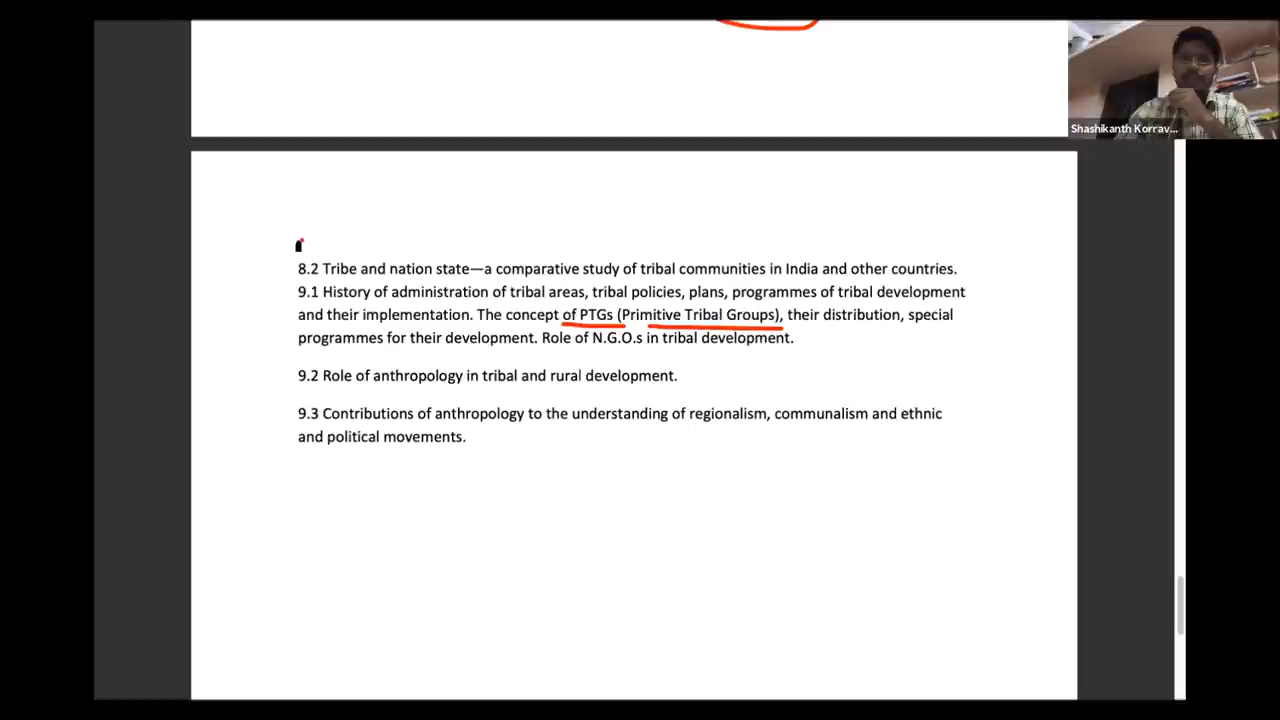 Shashikanth Korrav...
8.2 Tribe and nation state—a comparative study of tribal communities in India and other countries.
9.1 History of administration of tribal areas, tribal policies, plans, programmes of tribal development
and their implementation. The concept of PTGs (Primitive Tribal Groups), their distribution, special
programmes for their development. Role of N.G.O.s in tribal development.
9.2 Role of anthropology in tribal and rural development.
9.3 Contributions of anthropology to the understanding of regionalism, communalism and ethnic
and political movements.